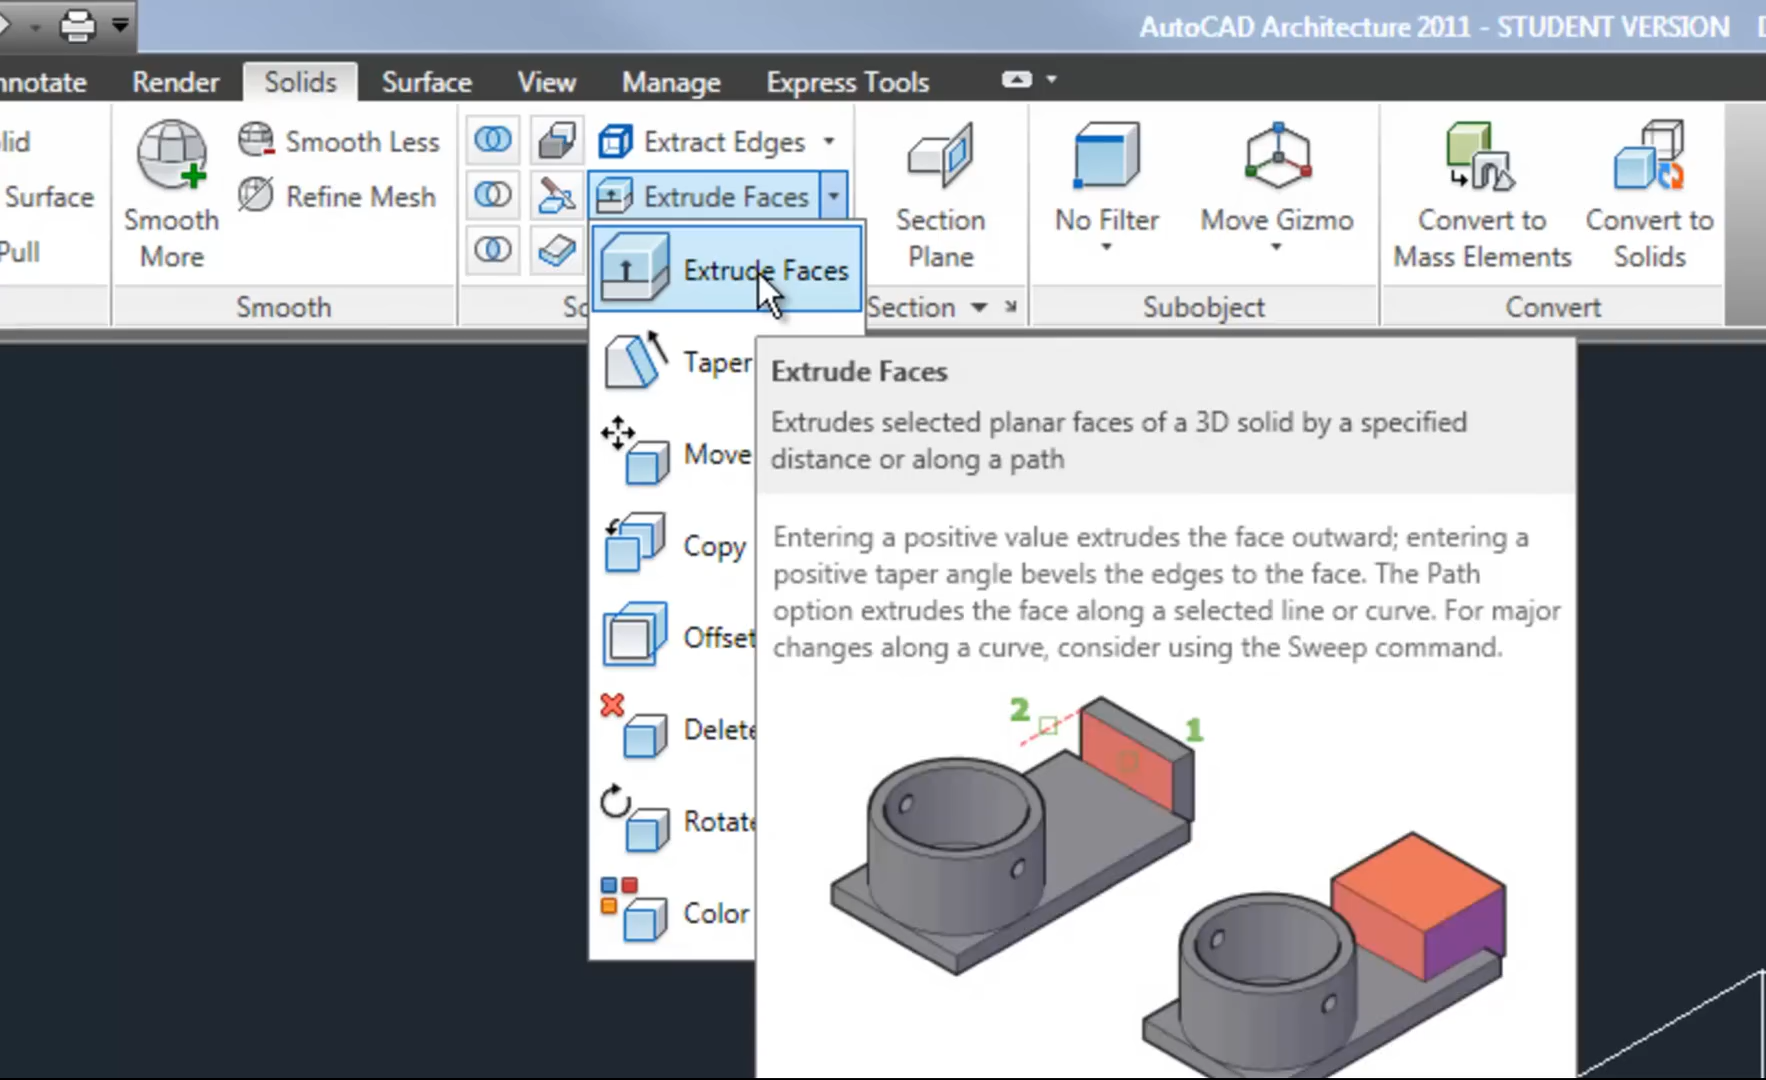 AutoCAD Architecture 2011 - STUDENT VERSION
nnotate Render Solids Surface View Manage Express Tools
lid
Surface
Pull
Smooth
More
Smooth Less
Refine Mesh
Smooth
Extract Edges
Extrude Faces
So
Section
Plane
Section
No Filter
Move Gizmo
Subobject
Convert to
Mass Elements
Convert to
Solids
Convert
Extrude Faces
Taper
Move
Copy
Offset
Delete
Rotate
Color
Extrude Faces
Extrudes selected planar faces of a 3D solid by a specified
distance or along a path
Entering a positive value extrudes the face outward; entering a
positive taper angle bevels the edges to the face. The Path
option extrudes the face along a selected line or curve. For major
changes along a curve, consider using the Sweep command.
2
1